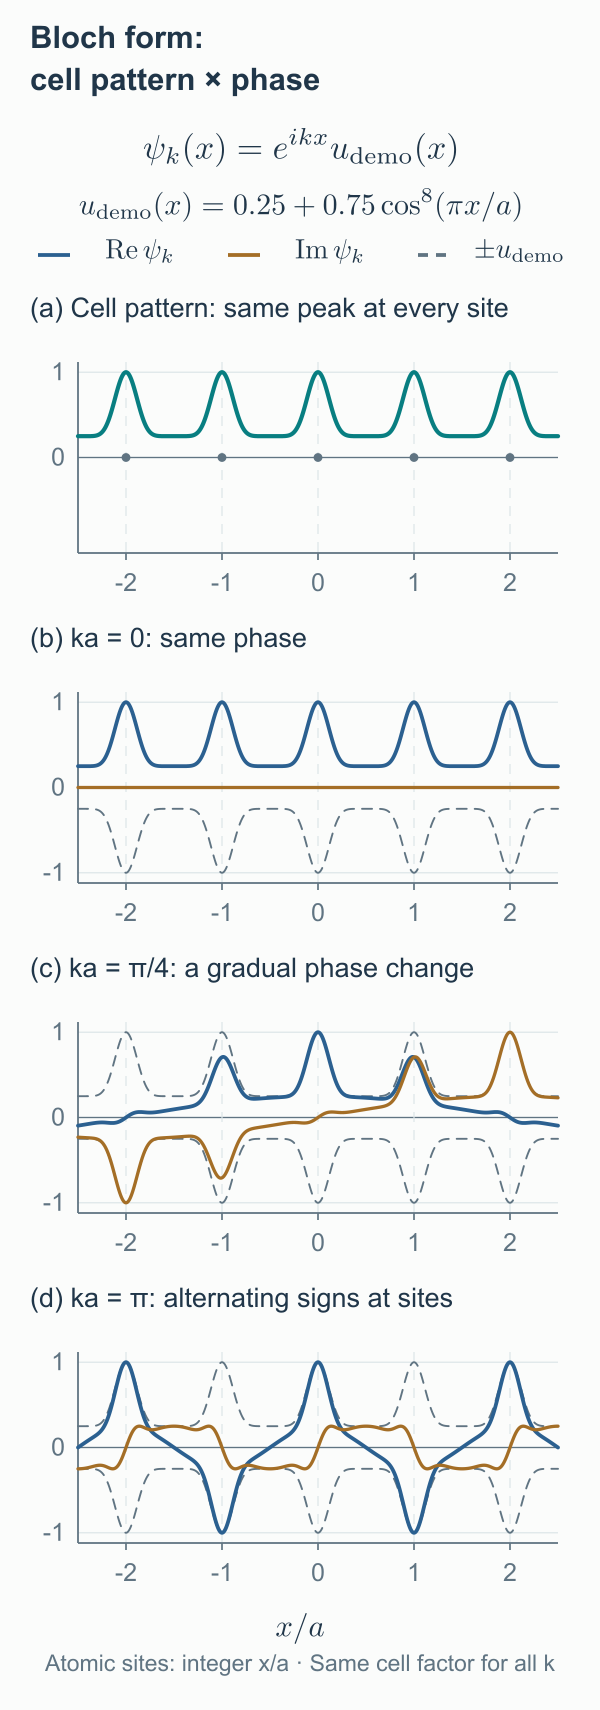 Bloch form:
cell pattern × phase
ψ_k(x) = e^{ikx} u_demo(x)
u_demo(x) = 0.25 + 0.75 cos^8(πx/a)
Re ψ_k Im ψ_k ±u_demo
(a) Cell pattern: same peak at every site
1
0
-2 -1 0 1 2
(b) ka = 0: same phase
1
0
-1
-2 -1 0 1 2
(c) ka = π/4: a gradual phase change
1
0
-1
-2 -1 0 1 2
(d) ka = π: alternating signs at sites
1
0
-1
-2 -1 0 1 2
x/a
Atomic sites: integer x/a · Same cell factor for all k